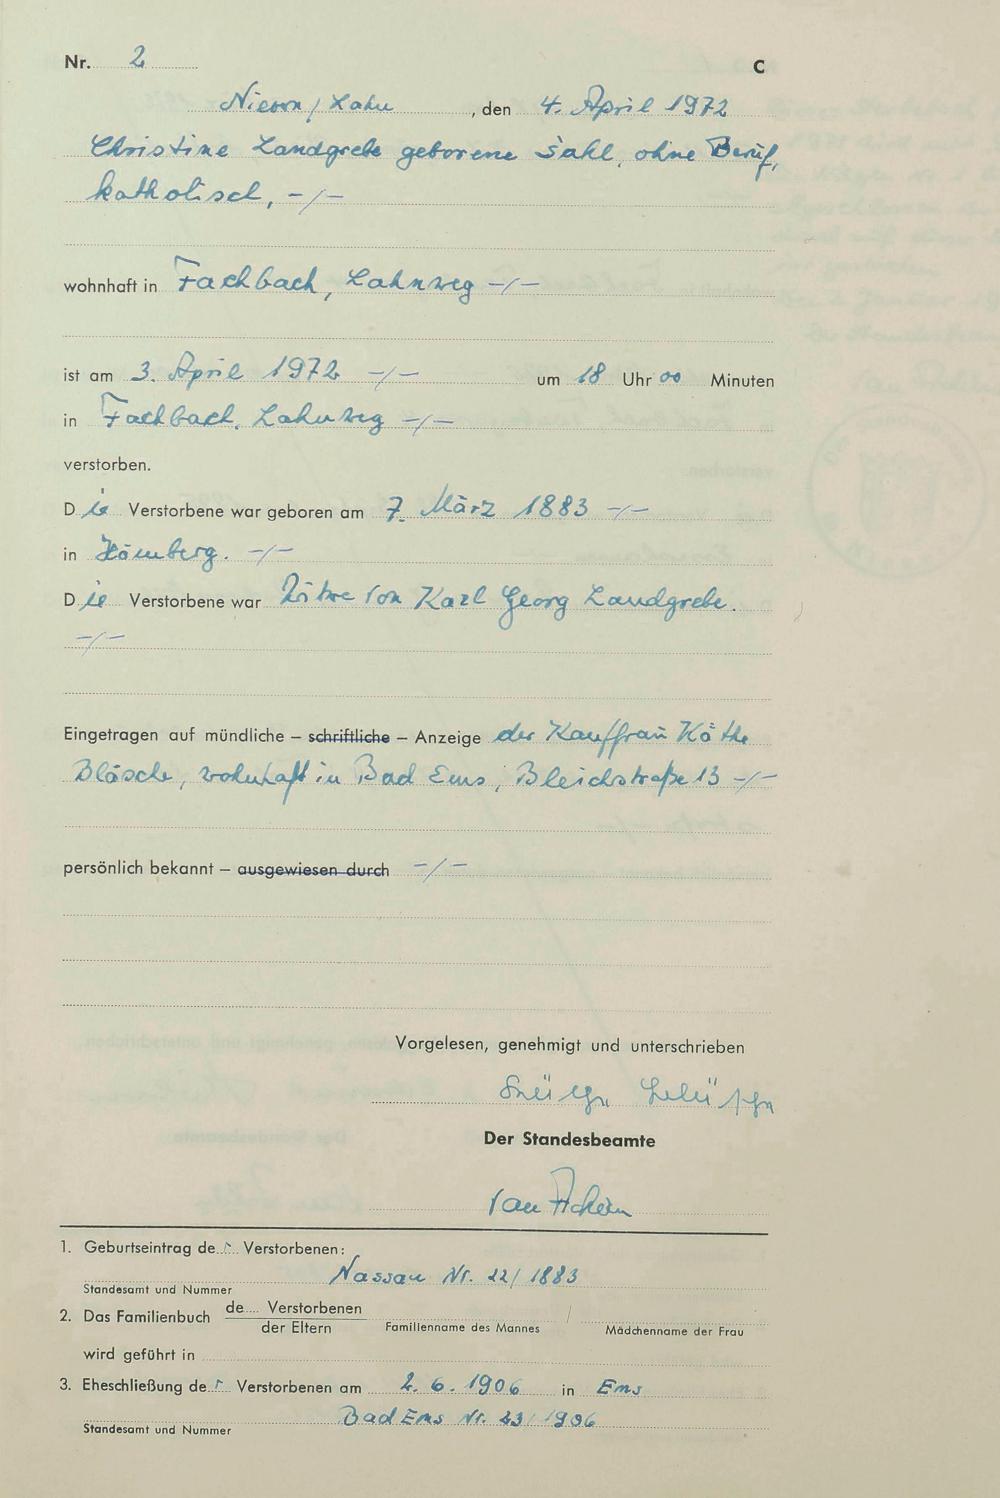 Nr. 2
C
Nievern/Lahn, den 4. April 1972
Christine Landgrebe geborene Sahl, ohne Beruf,
katholisch, -/-
wohnhaft in Fachbach, Lahnweg -/-
ist am 3. April 1972 -/- um 18 Uhr 00 Minuten
in Fachbach, Lahnweg -/-
verstorben.
Die Verstorbene war geboren am 7. März 1883 -/-
in Hömberg. -/-
Die Verstorbene war Witwe von Karl Georg Landgrebe.
-/-
Eingetragen auf mündliche – schriftliche – Anzeige der Kauffrau Käthe
Bläsche, wohnhaft in Bad Ems, Bleichstraße 13 -/-
persönlich bekannt – ausgewiesen durch -/-
Vorgelesen, genehmigt und unterschrieben
Der Standesbeamte
1. Geburtseintrag der Verstorbenen:
Nassau Nr. 22/1883
Standesamt und Nummer
2. Das Familienbuch de.... Verstorbenen
der Eltern
Familienname des Mannes
Mädchenname der Frau
wird geführt in
3. Eheschließung der Verstorbenen am 2. 6. 1906 in Ems
Bad Ems Nr. 23/1906
Standesamt und Nummer